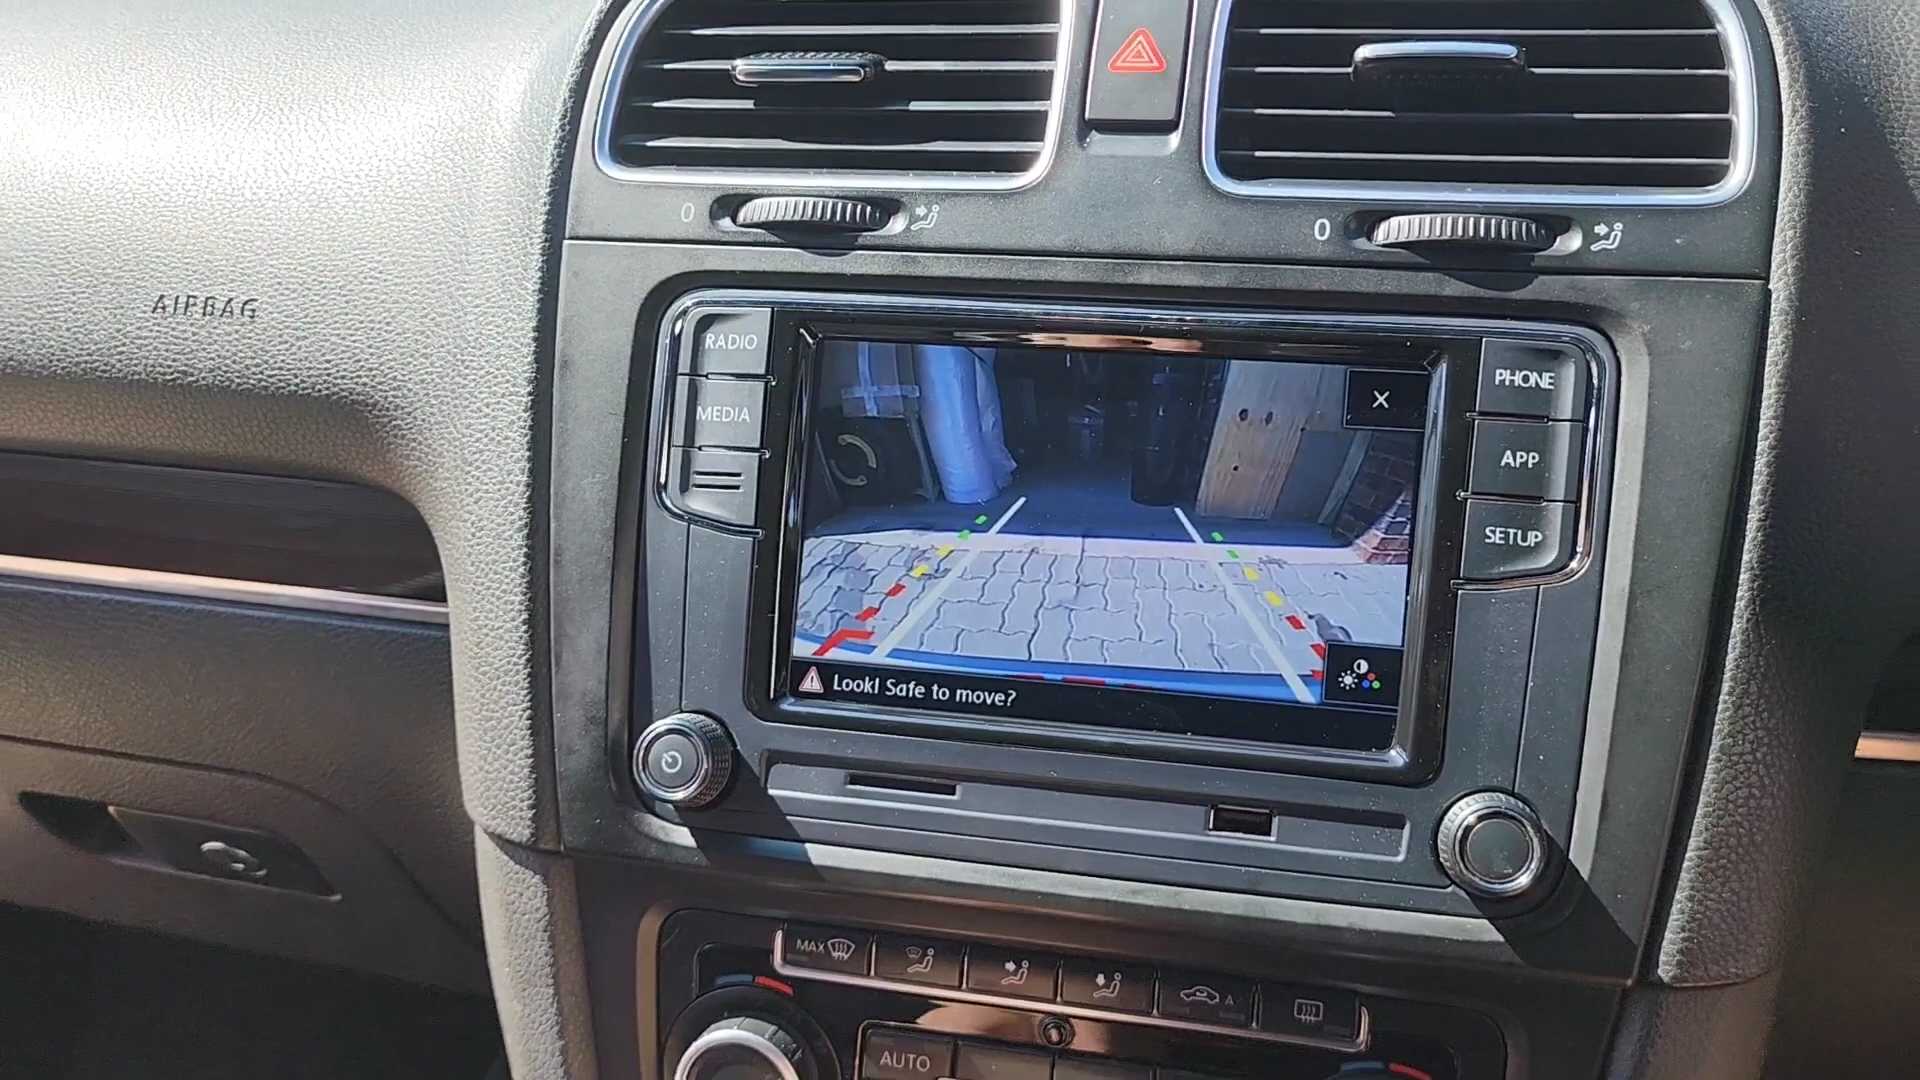 0
0
AIRBAG
RADIO
MEDIA
PHONE
APP
SETUP
Look! Safe to move?
MAX
A
AUTO